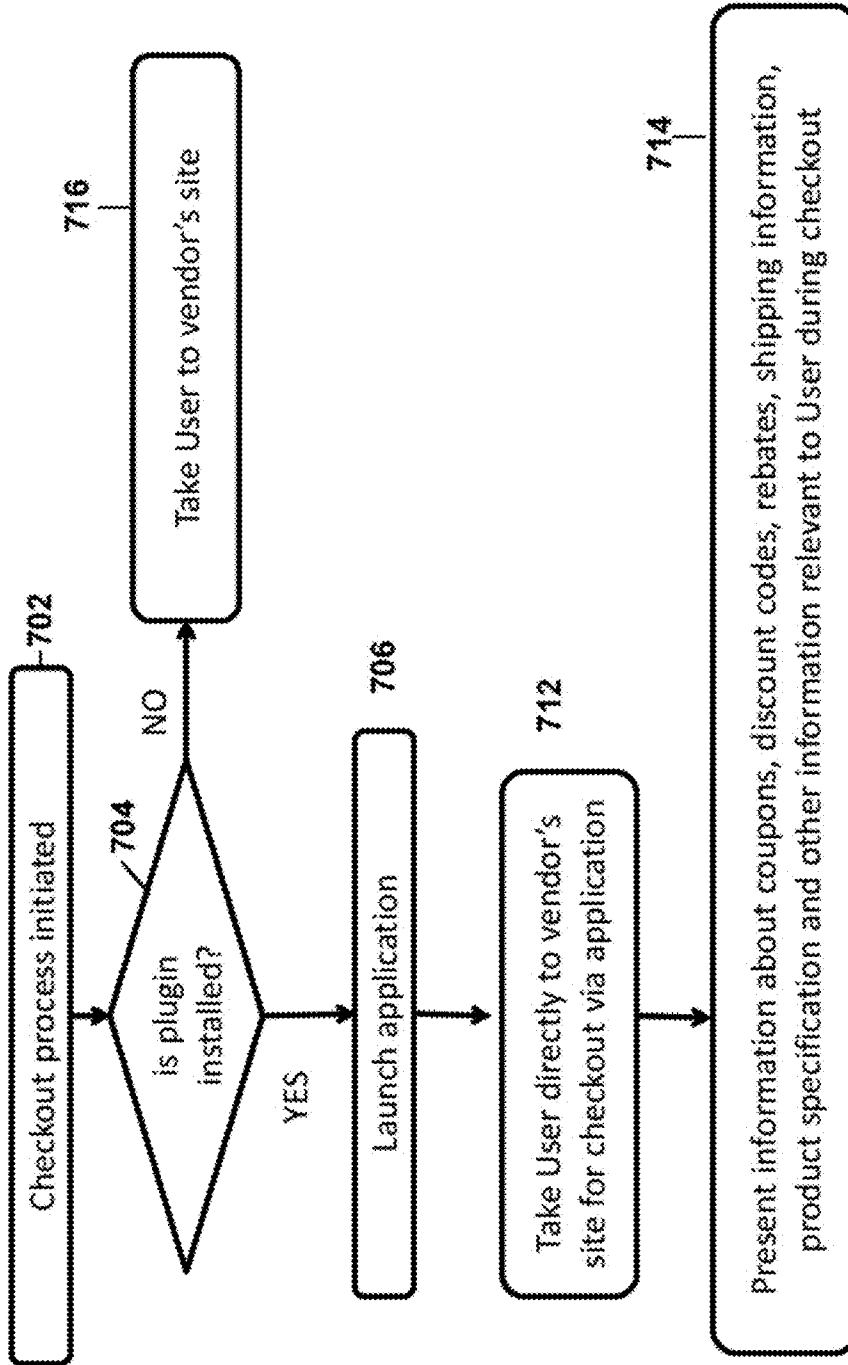 702
Checkout process initiated
704
is plugin
installed?
NO
716
Take User to vendor's site
YES
706
Launch application
712
Take User directly to vendor's
site for checkout via application
714
Present information about coupons, discount codes, rebates, shipping information,
product specification and other information relevant to User during checkout